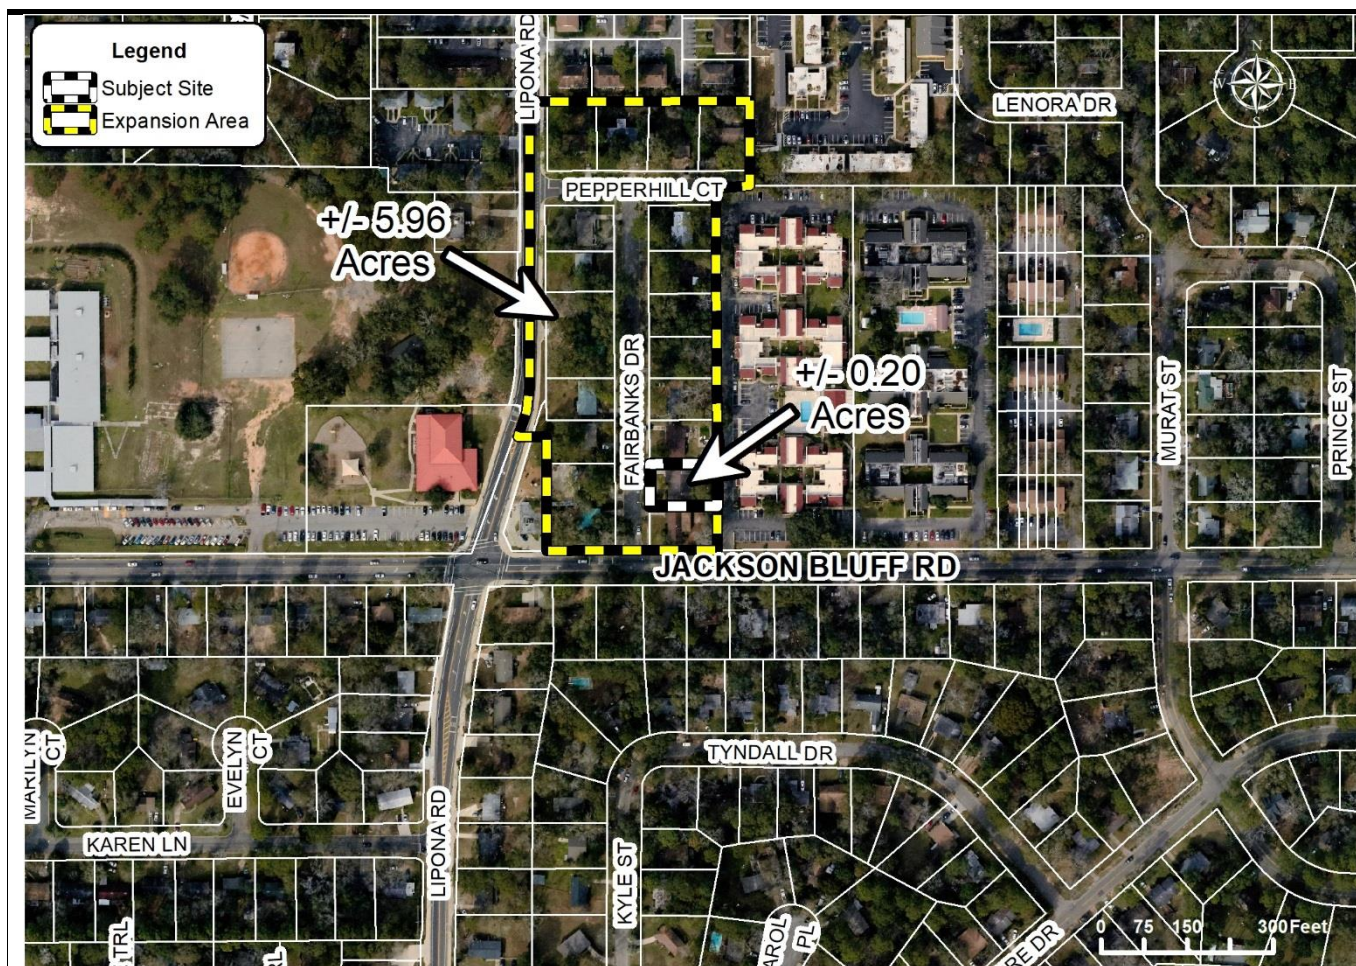 Legend
Subject Site
Expansion Area
LIPONA RD
N
W
E
S
LENORA DR
PEPPERHILL CT
+/- 5.96
Acres
FAIRBANKS DR
+/- 0.20
Acres
MURAT ST
PRINCE ST
JACKSON BLUFF RD
MARILYN
CT
EVELYN
CT
TYNDALL DR
KAREN LN
LIPONA RD
KYLE ST
PL
0 75 150 300 Feet